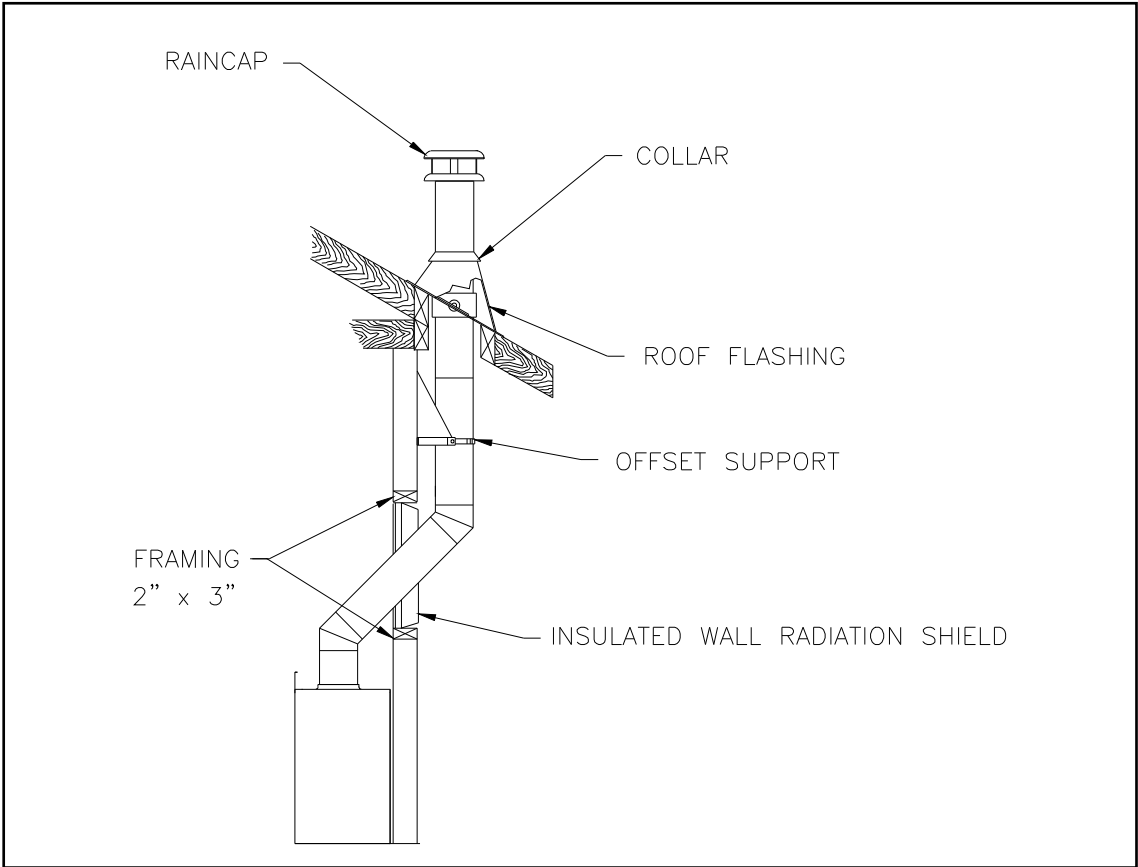 RAINCAP
COLLAR
ROOF FLASHING
OFFSET SUPPORT
FRAMING
2” x 3”
INSULATED WALL RADIATION SHIELD